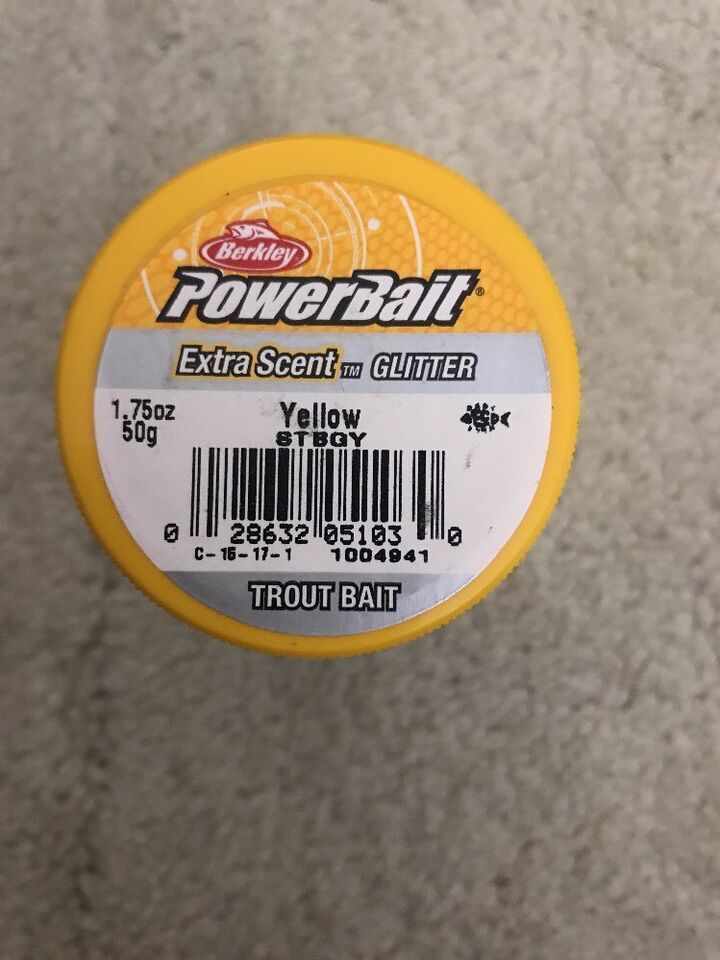 Berkley
PowerBait®
Extra Scent™ GLITTER
1.75oz
50g
Yellow
STBGY
0 28632 05103 0
C-15-17-1 1004941
TROUT BAIT